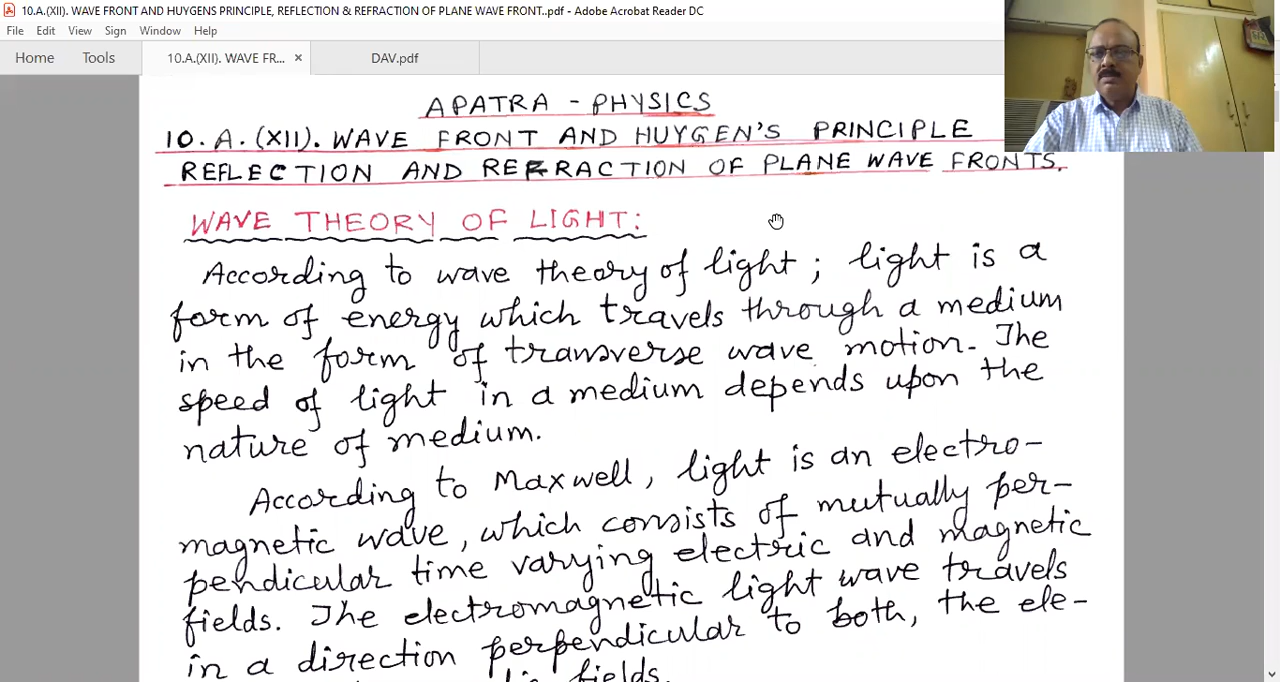 10.A.(XII). WAVE FRONT AND HUYGENS PRINCIPLE, REFLECTION & REFRACTION OF PLANE WAVE FRONT..pdf - Adobe Acrobat Reader DC
File Edit View Sign Window Help
Home Tools 10.A.(XII). WAVE FR... × DAV.pdf
APATRA - PHYSICS
10. A. (XII). WAVE FRONT AND HUYGEN'S PRINCIPLE
REFLECTION AND REFRACTION OF PLANE WAVE FRONTS.
WAVE THEORY OF LIGHT:
According to wave theory of light; light is a
form of energy which travels through a medium
in the form of transverse wave motion. The
speed of light in a medium depends upon the
nature of medium.
According to Maxwell, light is an electro-
magnetic wave, which consists of mutually per-
pendicular time varying electric and magnetic
fields. The electromagnetic light wave travels
in a direction perpendicular to both, the ele-
fields.